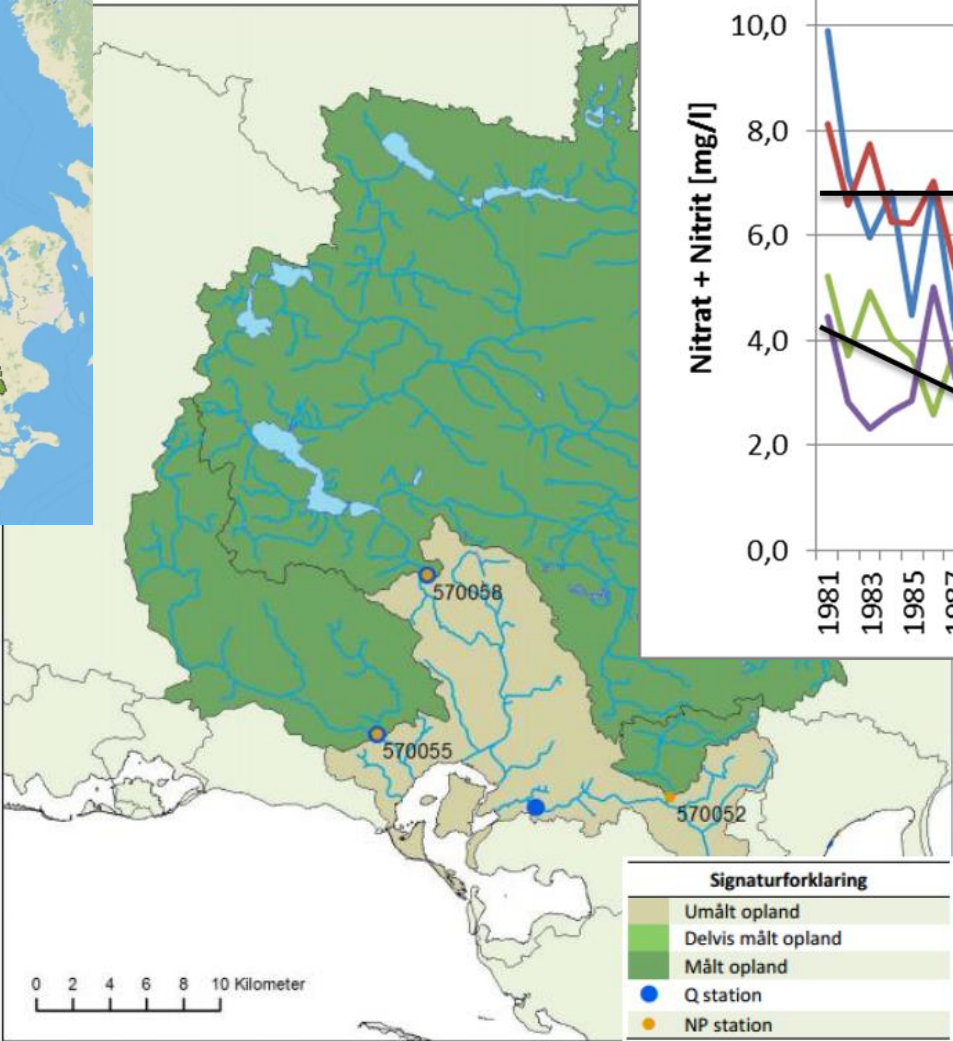 570058
570055
570052
0 2 4 6 8 10 Kilometer
Nitrat + Nitrit [mg/l]
10,0
8,0
6,0
4,0
2,0
0,0
1981
1983
1985
1987
Signaturforklaring
Umålt opland
Delvis målt opland
Målt opland
Q station
NP station